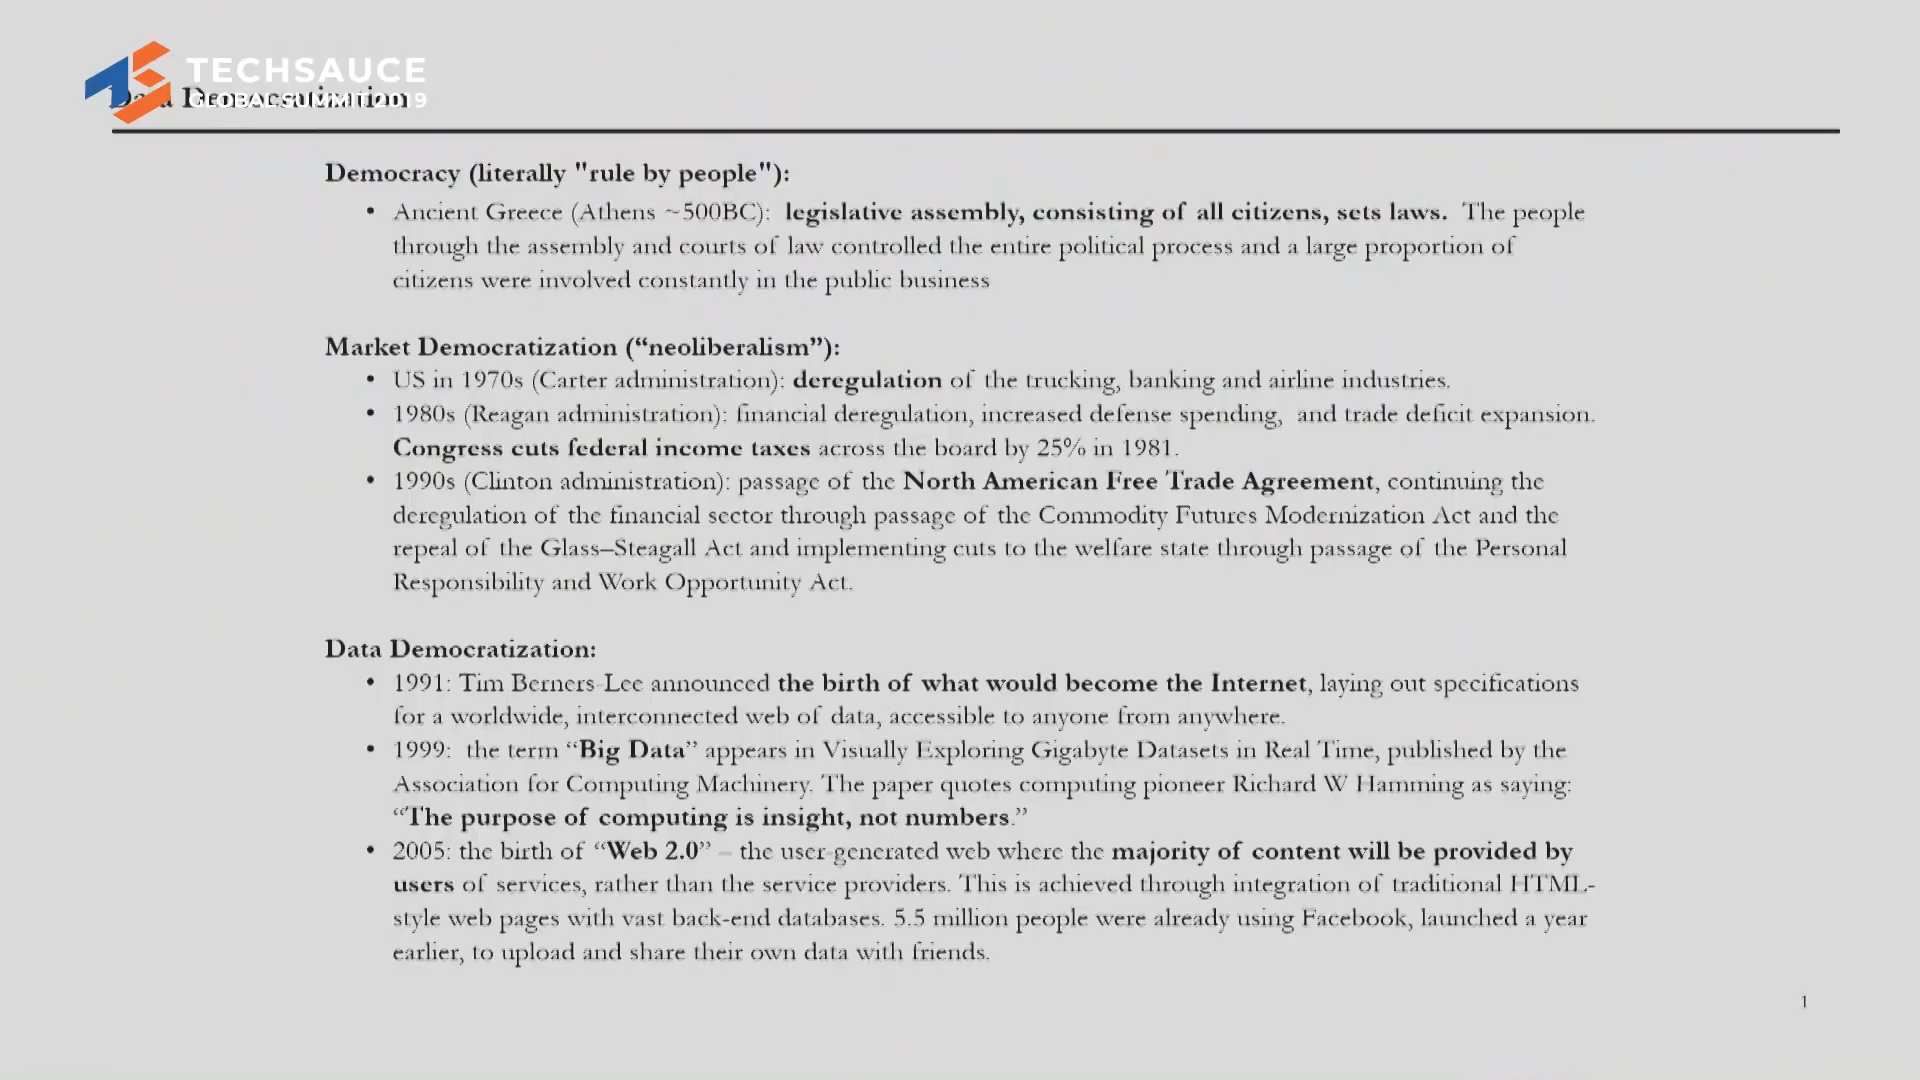 TECHSAUCE
GLOBAL SUMMIT 2019
Data Democratization
Democracy (literally "rule by people"):
• Ancient Greece (Athens ~500BC): legislative assembly, consisting of all citizens, sets laws. The people
through the assembly and courts of law controlled the entire political process and a large proportion of
citizens were involved constantly in the public business
Market Democratization (“neoliberalism”):
• US in 1970s (Carter administration): deregulation of the trucking, banking and airline industries.
• 1980s (Reagan administration): financial deregulation, increased defense spending, and trade deficit expansion.
Congress cuts federal income taxes across the board by 25% in 1981.
• 1990s (Clinton administration): passage of the North American Free Trade Agreement, continuing the
deregulation of the financial sector through passage of the Commodity Futures Modernization Act and the
repeal of the Glass–Steagall Act and implementing cuts to the welfare state through passage of the Personal
Responsibility and Work Opportunity Act.
Data Democratization:
• 1991: Tim Berners-Lee announced the birth of what would become the Internet, laying out specifications
for a worldwide, interconnected web of data, accessible to anyone from anywhere.
• 1999: the term “Big Data” appears in Visually Exploring Gigabyte Datasets in Real Time, published by the
Association for Computing Machinery. The paper quotes computing pioneer Richard W Hamming as saying:
“The purpose of computing is insight, not numbers.”
• 2005: the birth of “Web 2.0” – the user-generated web where the majority of content will be provided by
users of services, rather than the service providers. This is achieved through integration of traditional HTML-
style web pages with vast back-end databases. 5.5 million people were already using Facebook, launched a year
earlier, to upload and share their own data with friends.
1